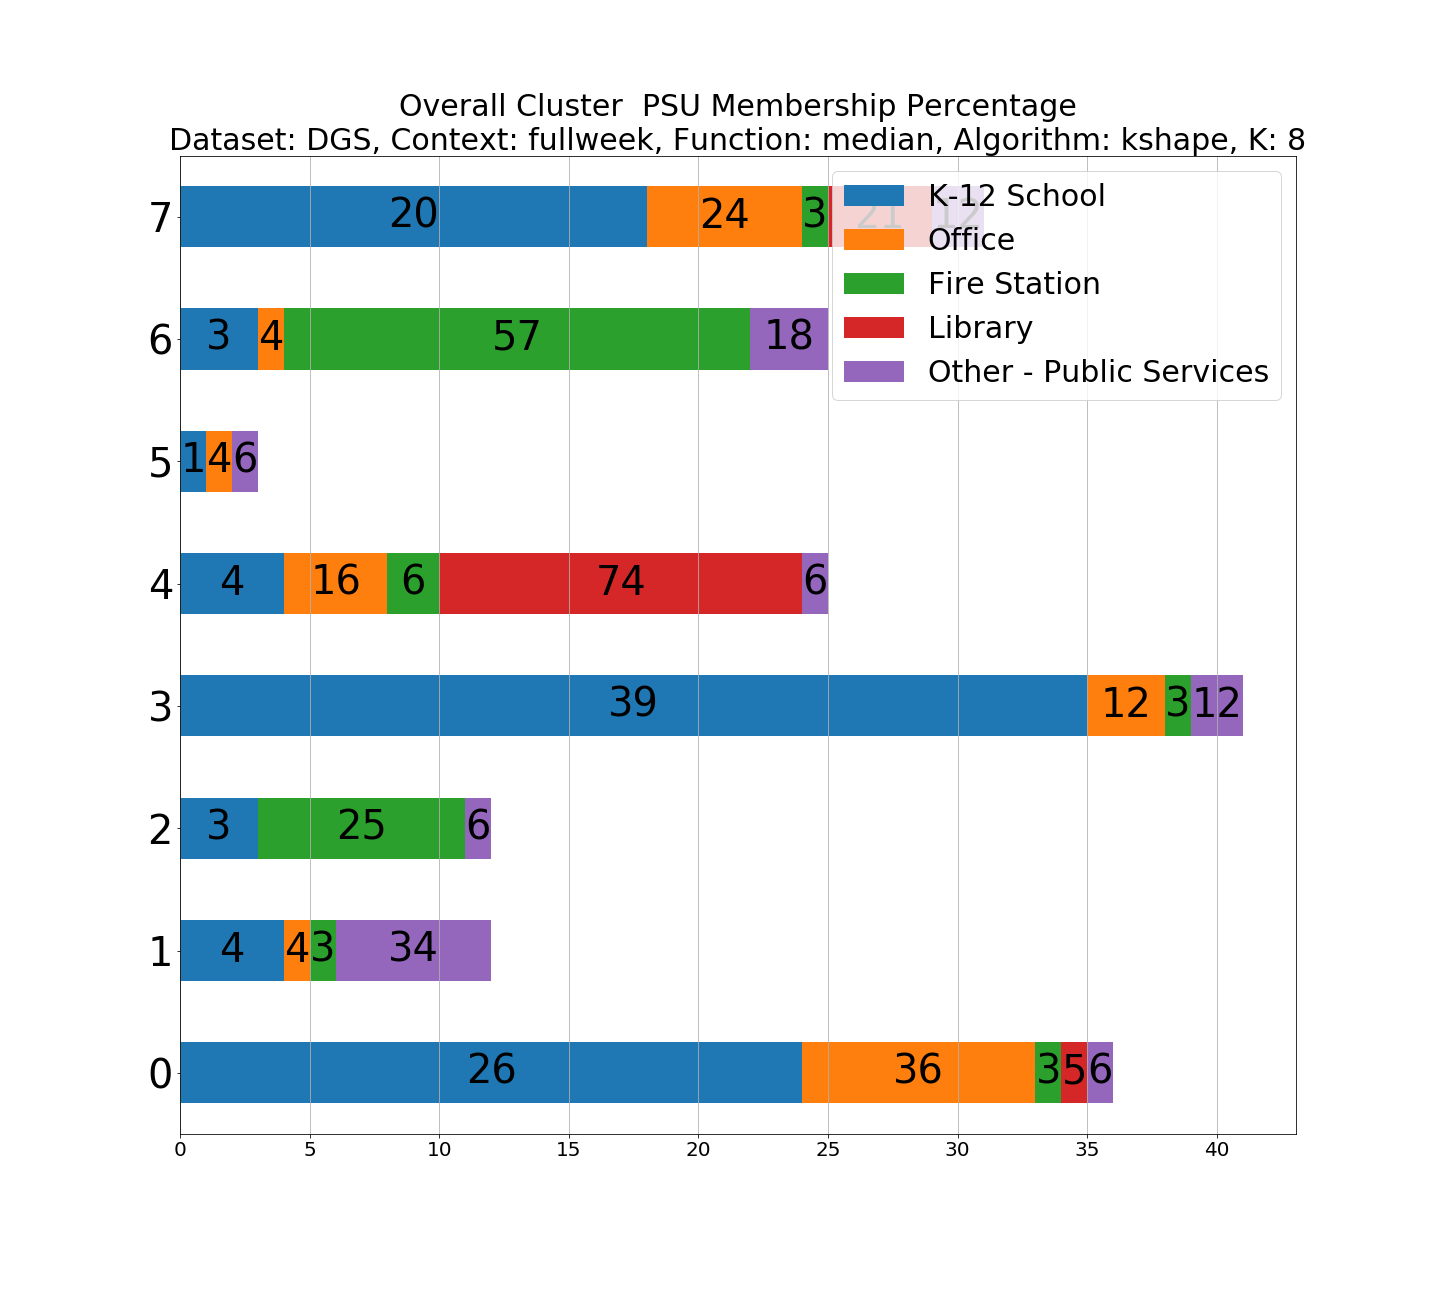 Overall Cluster  PSU Membership Percentage
Dataset: DGS, Context: fullweek, Function: median, Algorithm: kshape, K: 8
K-12 School
Office
Fire Station
Library
Other - Public Services
7 20 24 3 21 12
6 3 4 57 18
5 1 4 6
4 4 16 6 74 6
3 39 12 3 12
2 3 25 6
1 4 4 3 34
0 26 36 3 5 6
0 5 10 15 20 25 30 35 40